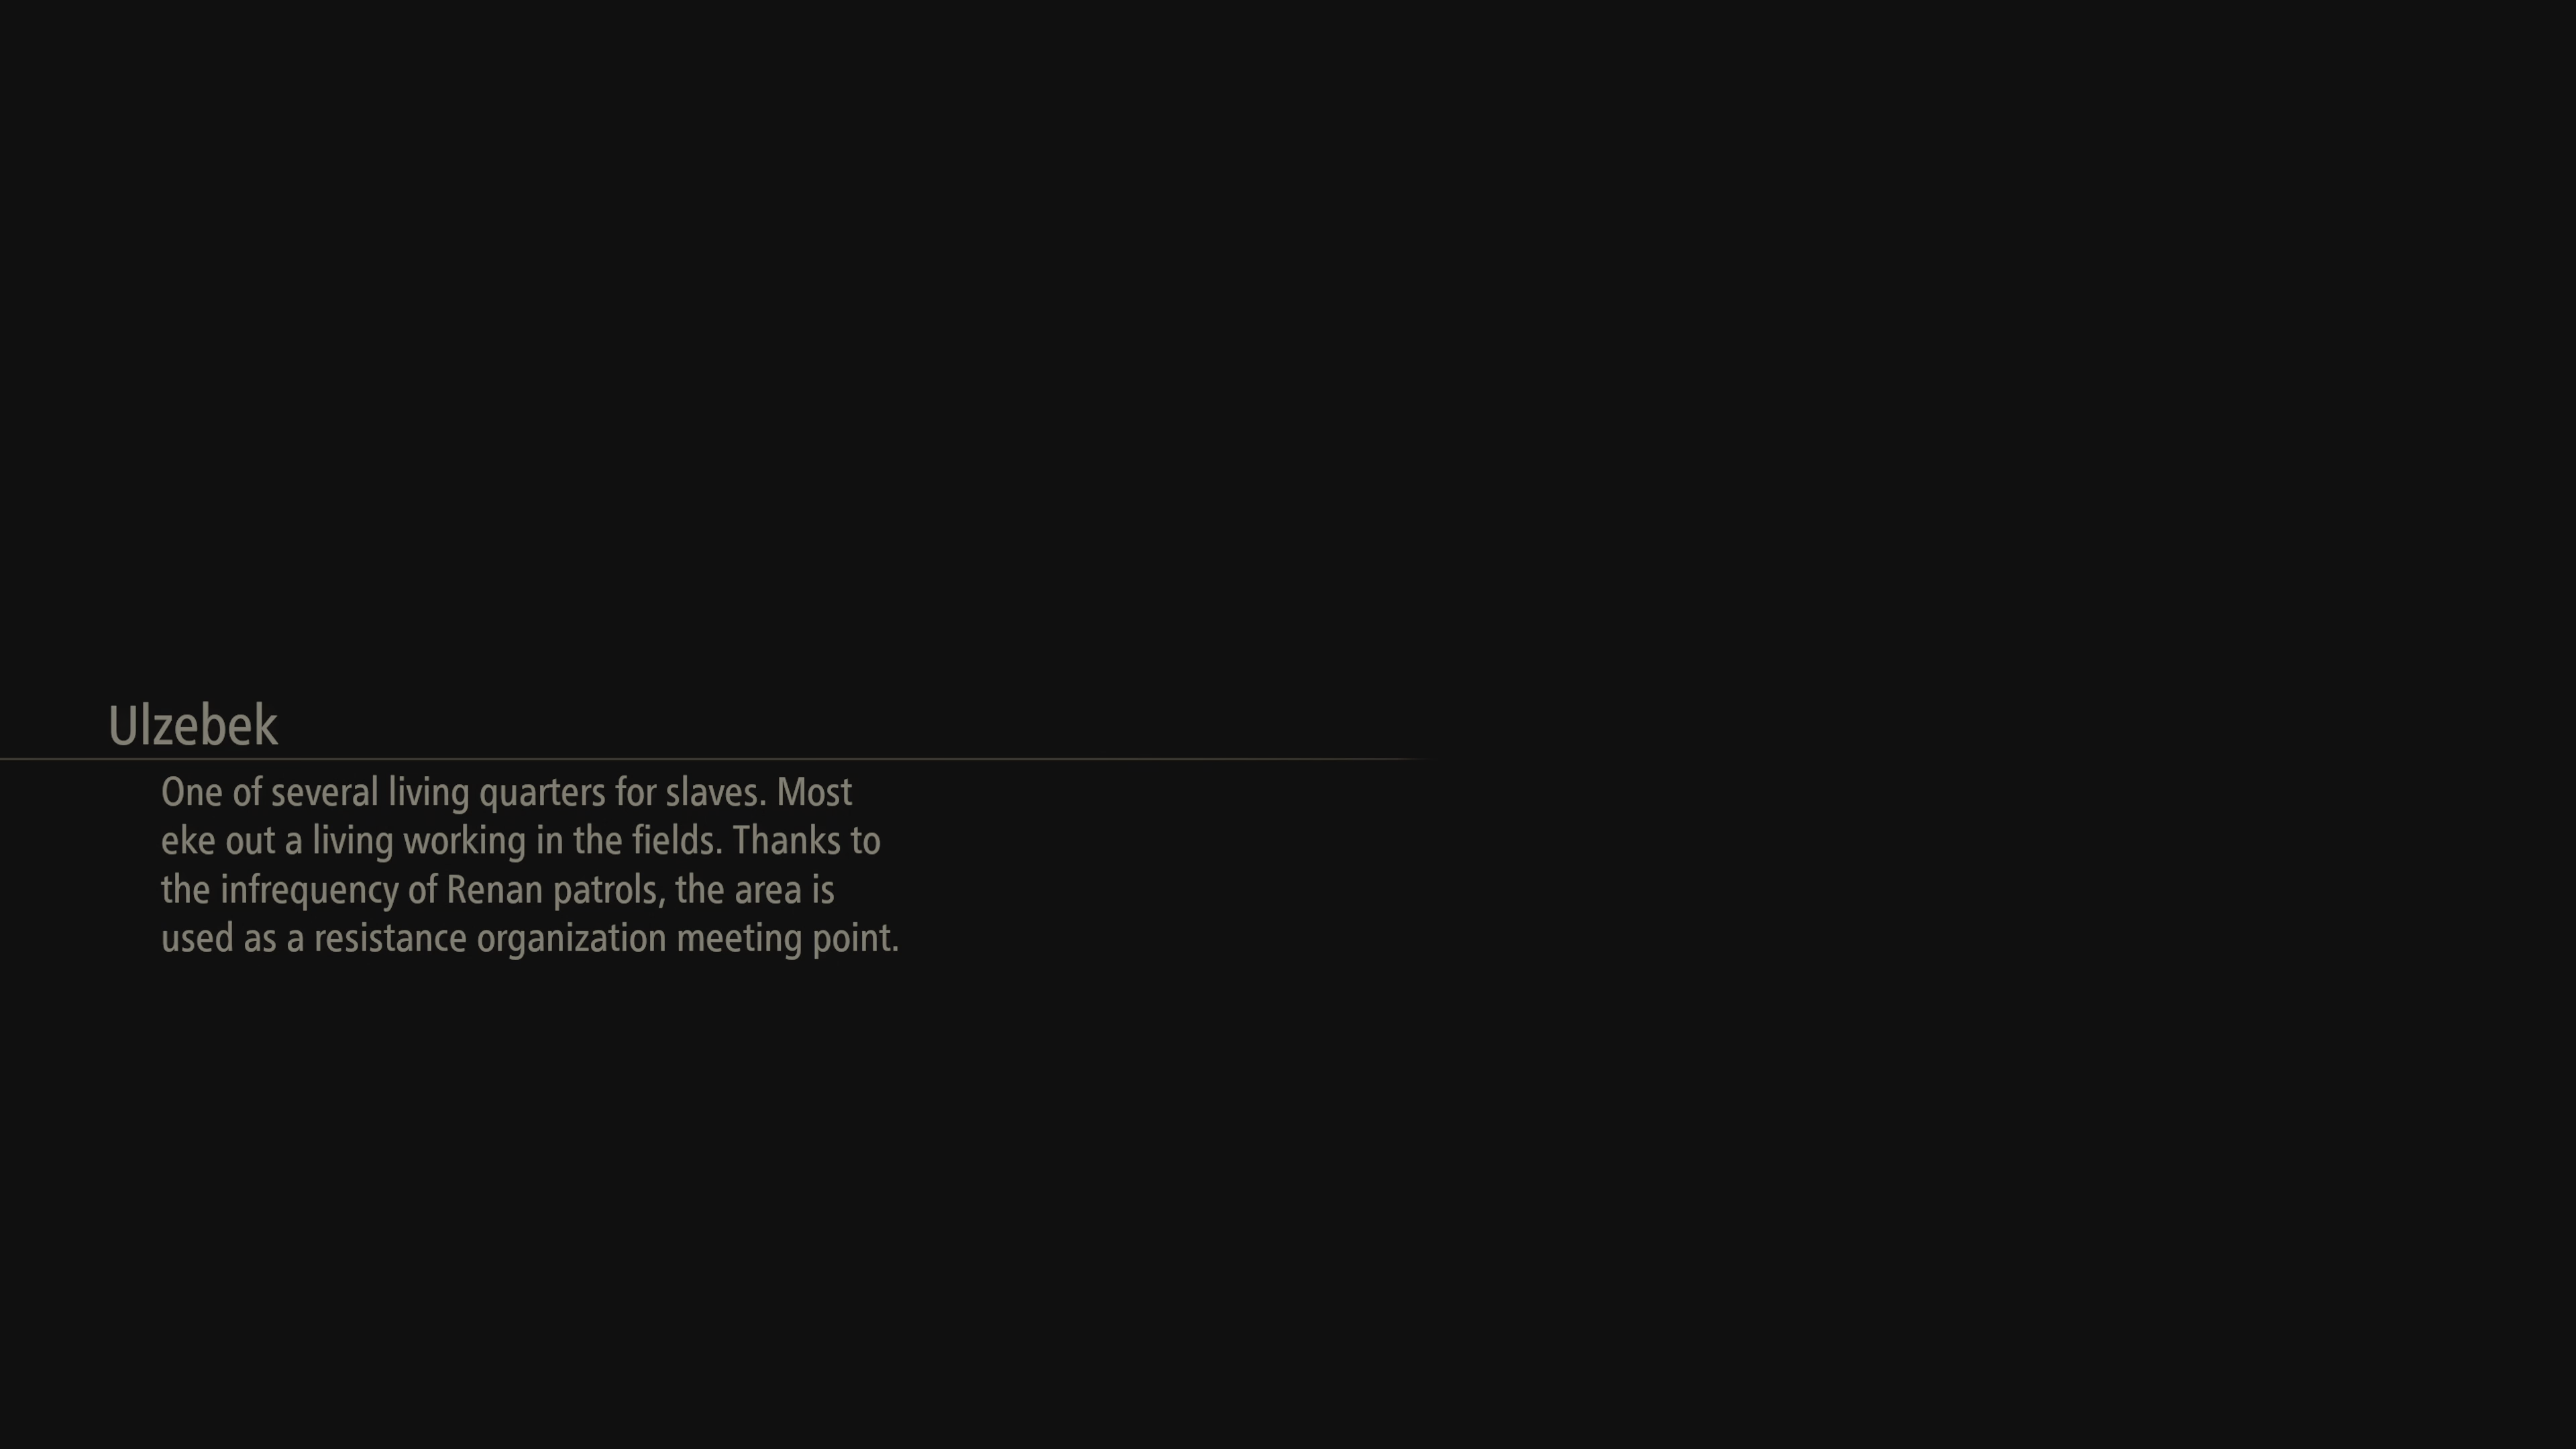 Ulzebek
One of several living quarters for slaves. Most
eke out a living working in the fields. Thanks to
the infrequency of Renan patrols, the area is
used as a resistance organization meeting point.